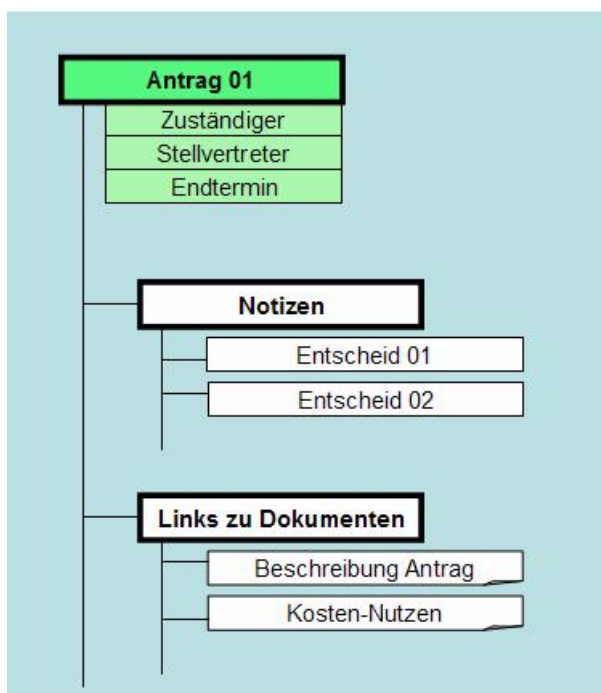 Antrag 01
Zuständiger
Stellvertreter
Endtermin
Notizen
Entscheid 01
Entscheid 02
Links zu Dokumenten
Beschreibung Antrag
Kosten-Nutzen